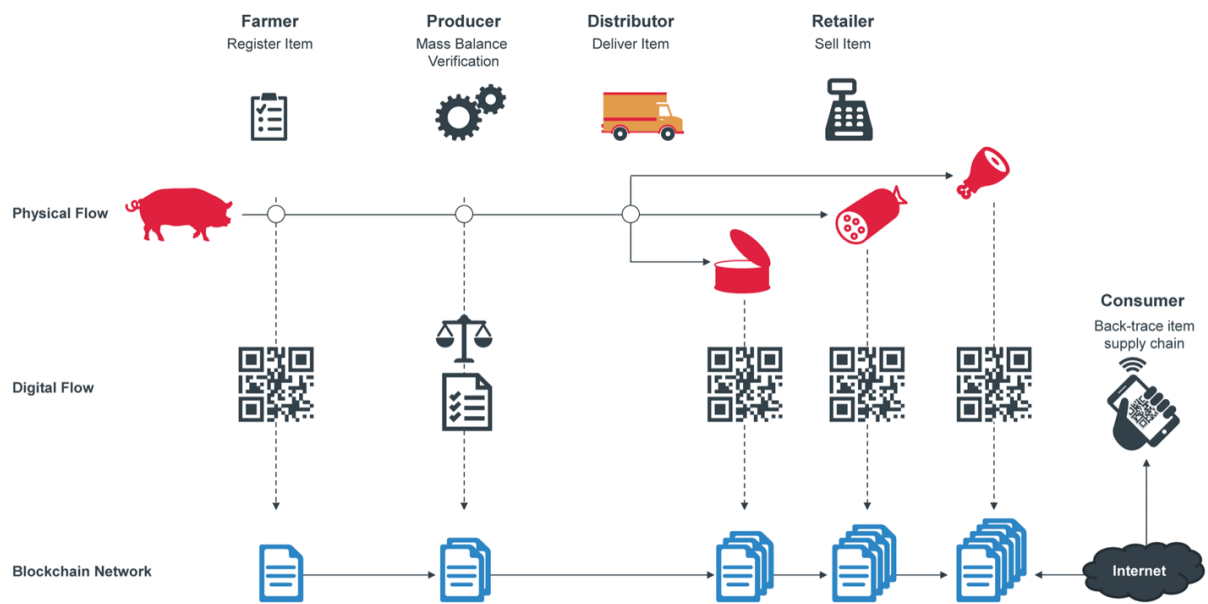 Farmer
Register Item
Producer
Mass Balance
Verification
Distributor
Deliver Item
Retailer
Sell Item
Physical Flow
Consumer
Back-trace item
supply chain
Digital Flow
Blockchain Network
Internet